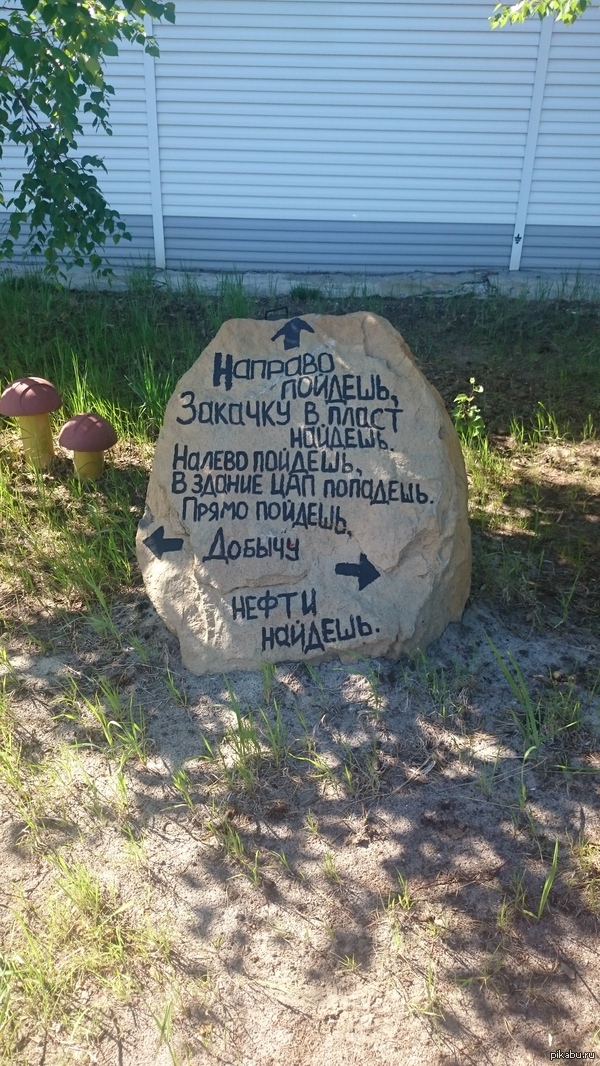 Направо
пойдешь,
Закачку в пласт
найдешь.
Налево пойдешь,
В здание ЦАП попадешь.
Прямо пойдешь,
Добычу
нефти
найдешь.
pikabu.ru